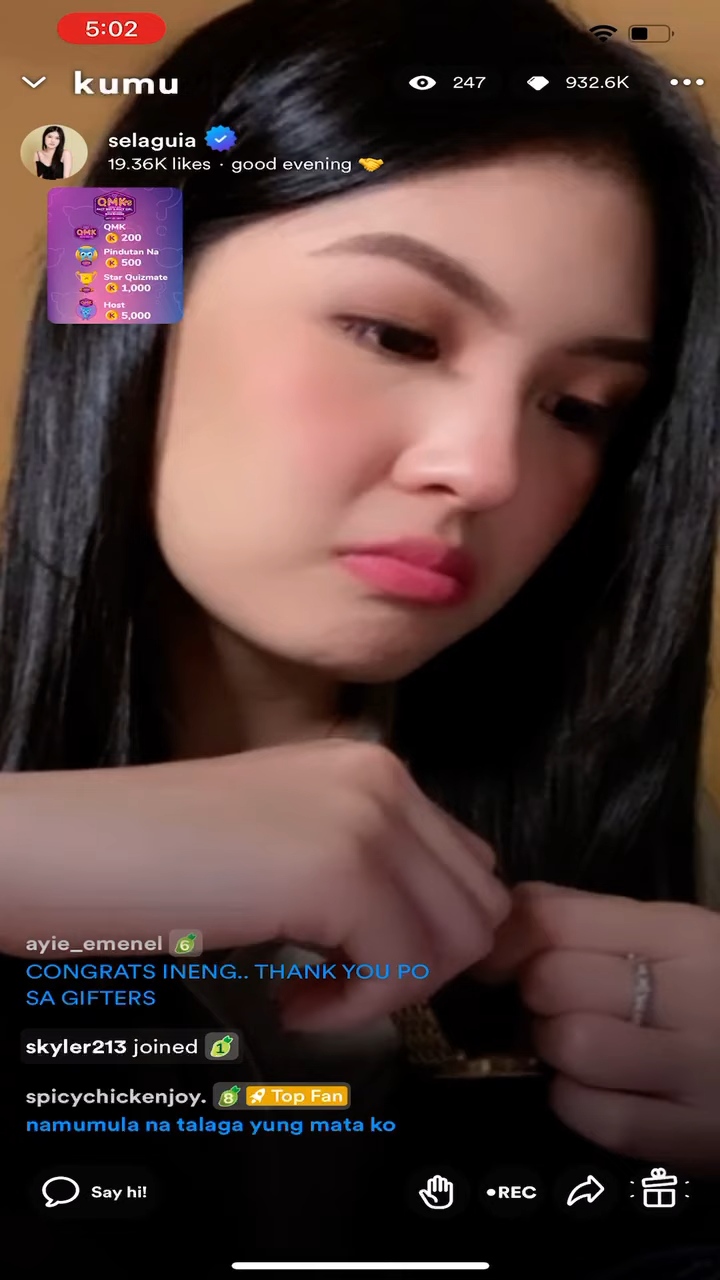 5:02
kumu
247
932.6K
selaguia
19.36K likes · good evening 🤝
QMKs
QMK
QMK
200
Pindutan Na
500
Star Quizmate
1,000
Host
5,000
ayie_emenel 6
CONGRATS INENG.. THANK YOU PO
SA GIFTERS
skyler213 joined 1
spicychickenjoy. 8 Top Fan
namumula na talaga yung mata ko
Say hi!
•REC